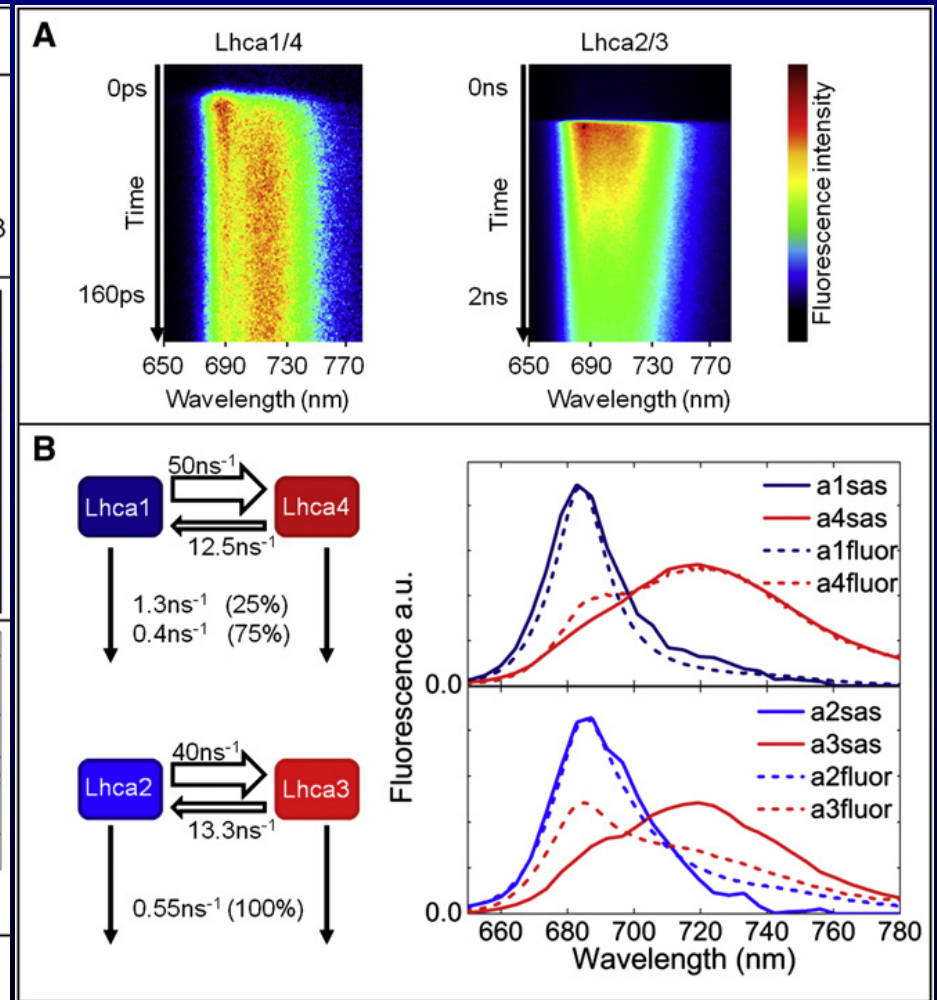 A
Lhca1/4
Lhca2/3
0ps
Time
160ps
650 690 730 770
Wavelength (nm)
0ns
Time
2ns
650 690 730 770
Wavelength (nm)
Fluorescence intensity
B
50ns⁻¹
Lhca1
Lhca4
12.5ns⁻¹
1.3ns⁻¹ (25%)
0.4ns⁻¹ (75%)
40ns⁻¹
Lhca2
Lhca3
13.3ns⁻¹
0.55ns⁻¹ (100%)
Fluorescence a.u.
a1sas
a4sas
a1fluor
a4fluor
0.0
a2sas
a3sas
a2fluor
a3fluor
0.0
660 680 700 720 740 760 780
Wavelength (nm)